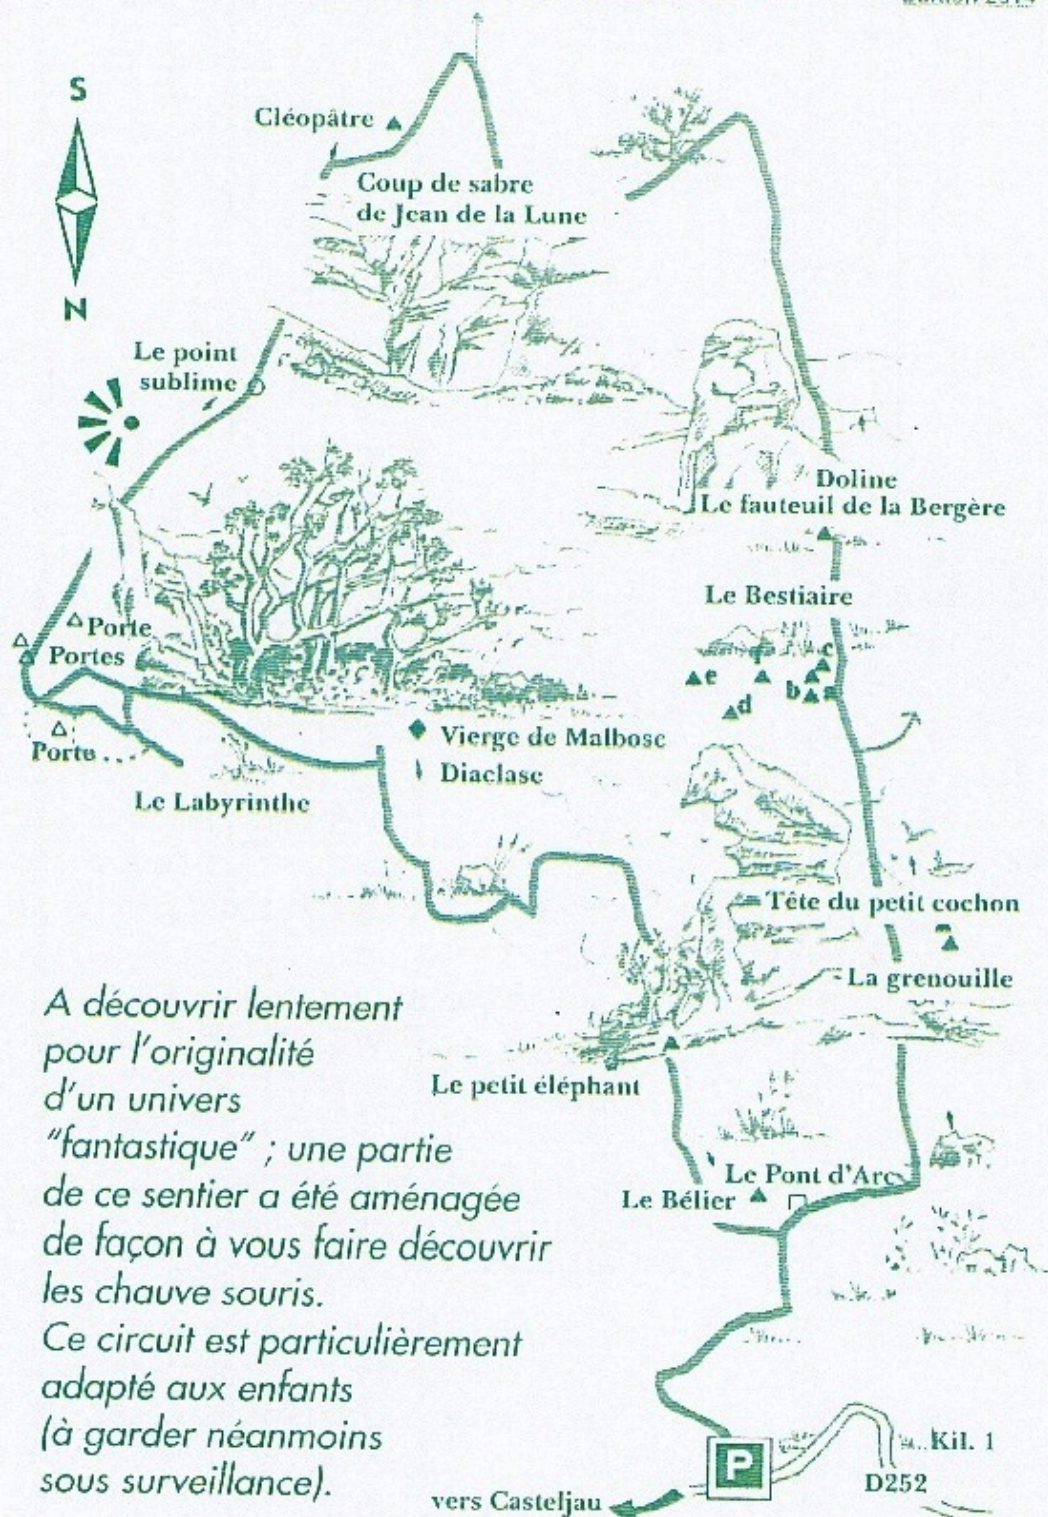 S
N
Cléopâtre
Coup de sabre
de Jean de la Lune
Le point
sublime
Doline
Le fauteuil de la Bergère
Le Bestiaire
Porte
Portes
f
c
e
b
a
d
Porte
Vierge de Malbosc
Diaclase
Le Labyrinthe
Tête du petit cochon
La grenouille
A découvrir lentement
pour l'originalité
d'un univers
"fantastique" ; une partie
de ce sentier a été aménagée
de façon à vous faire découvrir
les chauve souris.
Ce circuit est particulièrement
adapté aux enfants
(à garder néanmoins
sous surveillance).
Le petit éléphant
Le Pont d'Arc
Le Bélier
P
Kil. 1
D252
vers Casteljau